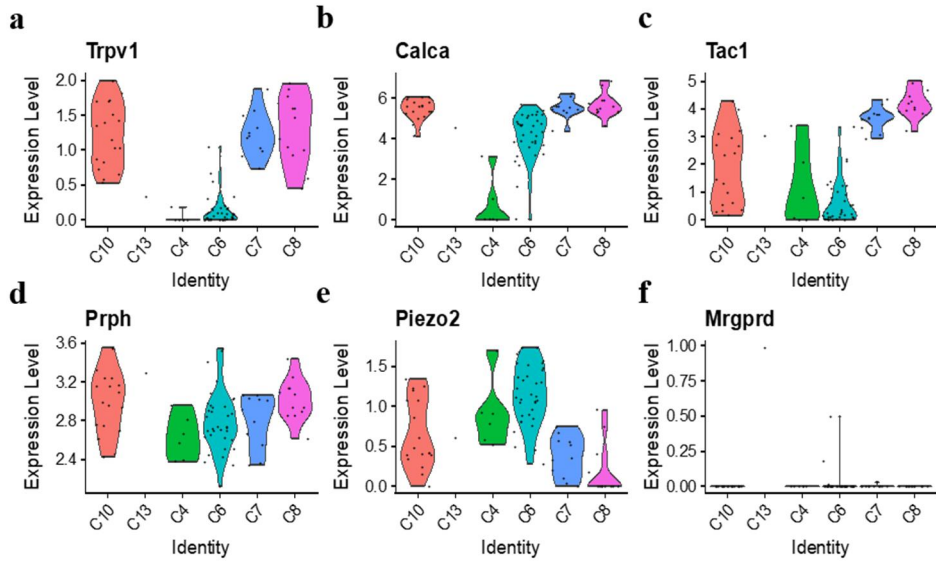 a
Trpv1
Expression Level
2.0
1.5
1.0
0.5
0.0
C10
C13
C4
C6
C7
C8
Identity
b
Calca
Expression Level
6
4
2
0
C10
C13
C4
C6
C7
C8
Identity
c
Tac1
Expression Level
5
4
3
2
1
0
C10
C13
C4
C6
C7
C8
Identity
d
Prph
Expression Level
3.6
3.2
2.8
2.4
C10
C13
C4
C6
C7
C8
Identity
e
Piezo2
Expression Level
1.5
1.0
0.5
0.0
C10
C13
C4
C6
C7
C8
Identity
f
Mrgprd
Expression Level
1.00
0.75
0.50
0.25
0.00
C10
C13
C4
C6
C7
C8
Identity